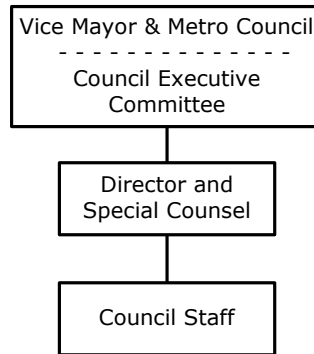 Vice Mayor & Metro Council
Council Executive
Committee
Director and
Special Counsel
Council Staff